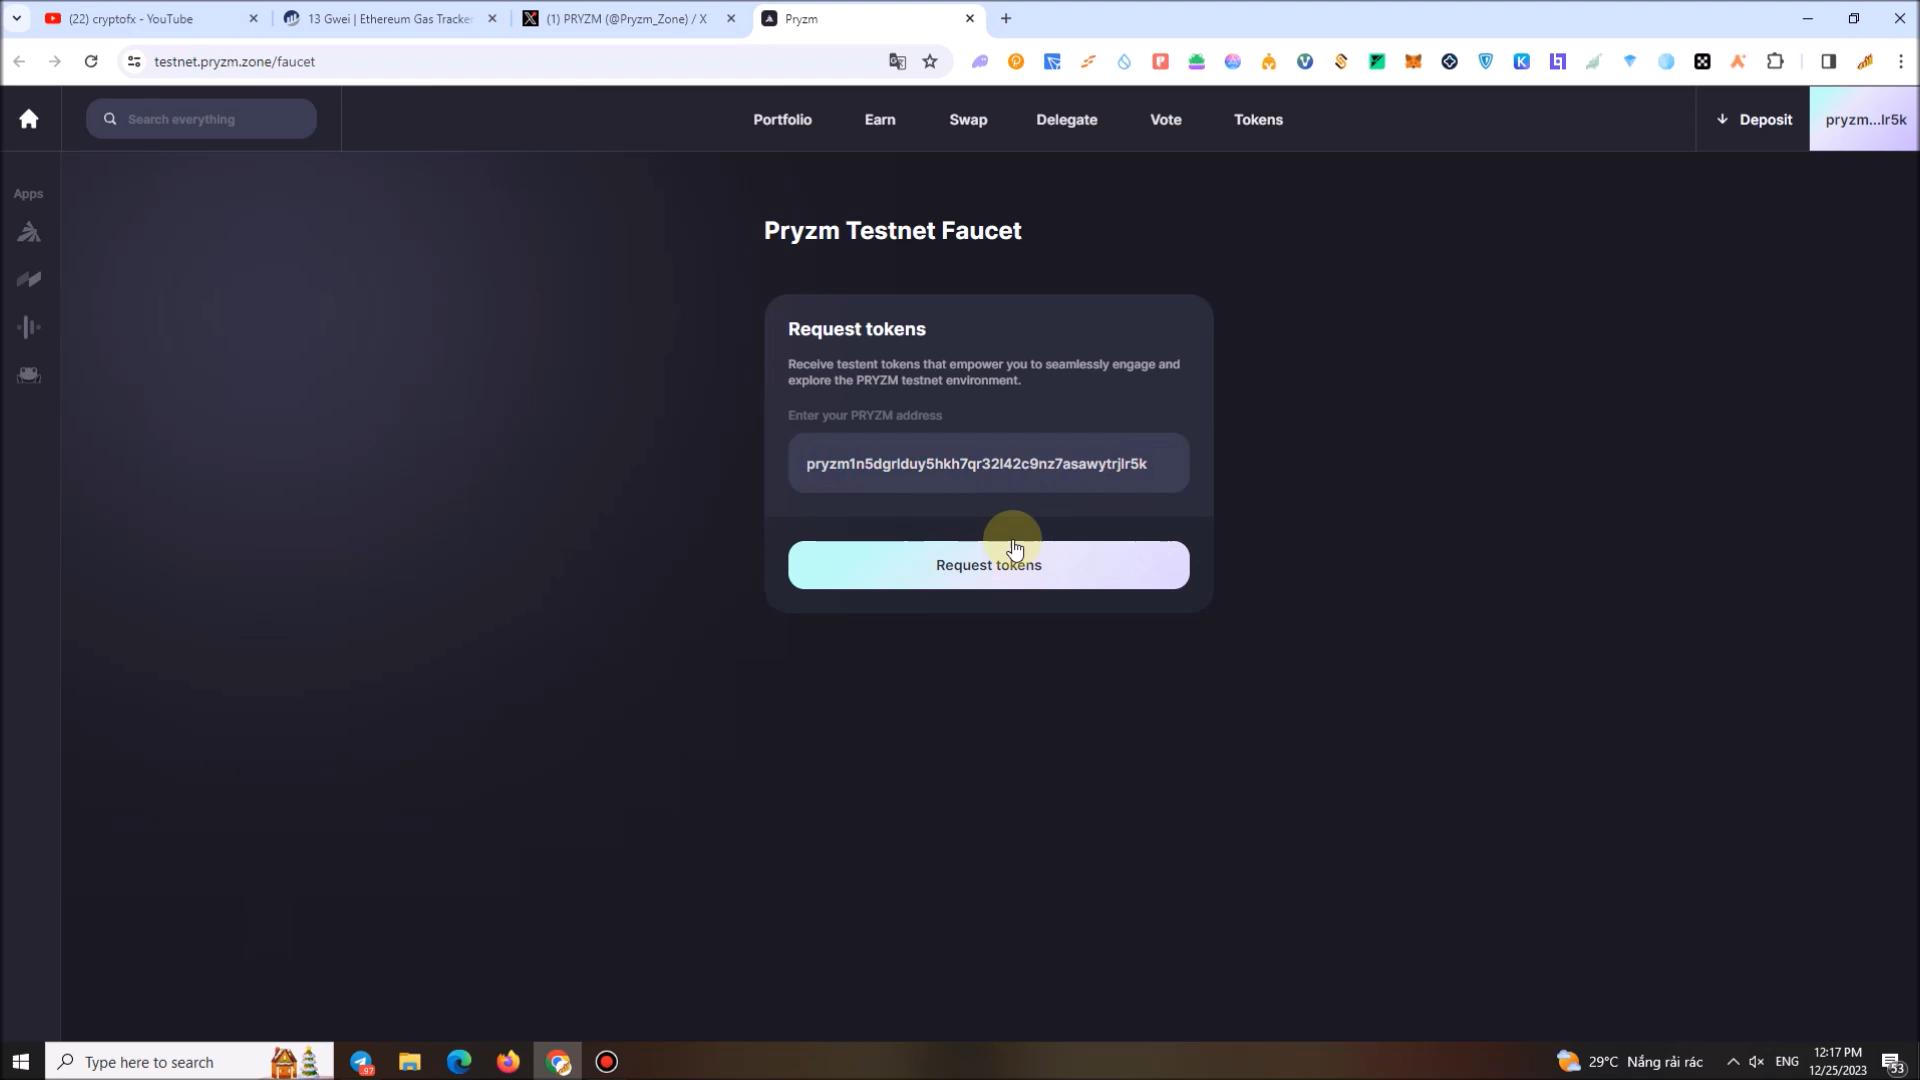 (22) cryptofx - YouTube
13 Gwei | Ethereum Gas Tracker
(1) PRYZM (@Pryzm_Zone) / X
Pryzm
testnet.pryzm.zone/faucet
Search everything
Portfolio
Earn
Swap
Delegate
Vote
Tokens
Deposit
pryzm...lr5k
Apps
Pryzm Testnet Faucet
Request tokens
Receive testent tokens that empower you to seamlessly engage and
explore the PRYZM testnet environment.
Enter your PRYZM address
pryzm1n5dgrlduy5hkh7qr32l42c9nz7asawytrjlr5k
Request tokens
Type here to search
97
29°C Nắng rải rác
ENG
12:17 PM
12/25/2023
53